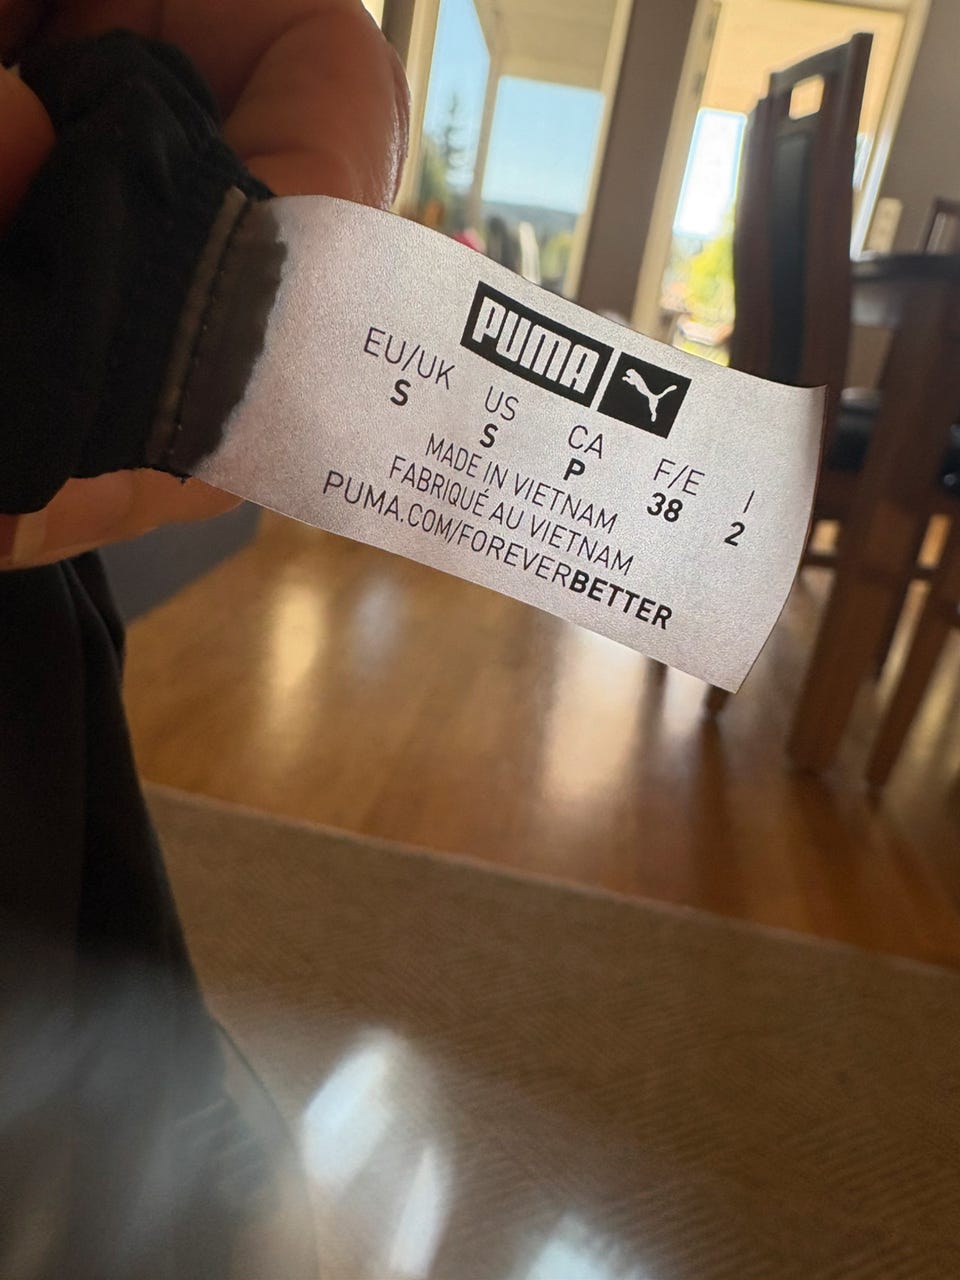 PUMA
EU/UK US CA F/E I
S S P 38 2
MADE IN VIETNAM
FABRIQUÉ AU VIETNAM
PUMA.COM/FOREVERBETTER